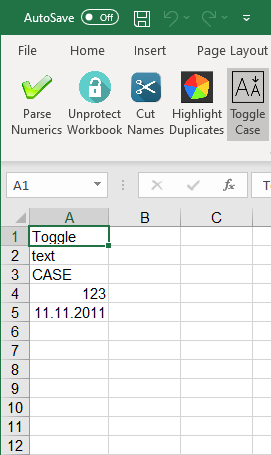 AutoSave Off
File Home Insert Page Layout
Parse Numerics
Unprotect Workbook
Cut Names
Highlight Duplicates
Toggle Case
A1 fx
A B C
1 Toggle
2 text
3 CASE
4 123
5 11.11.2011
6
7
8
9
10
11
12